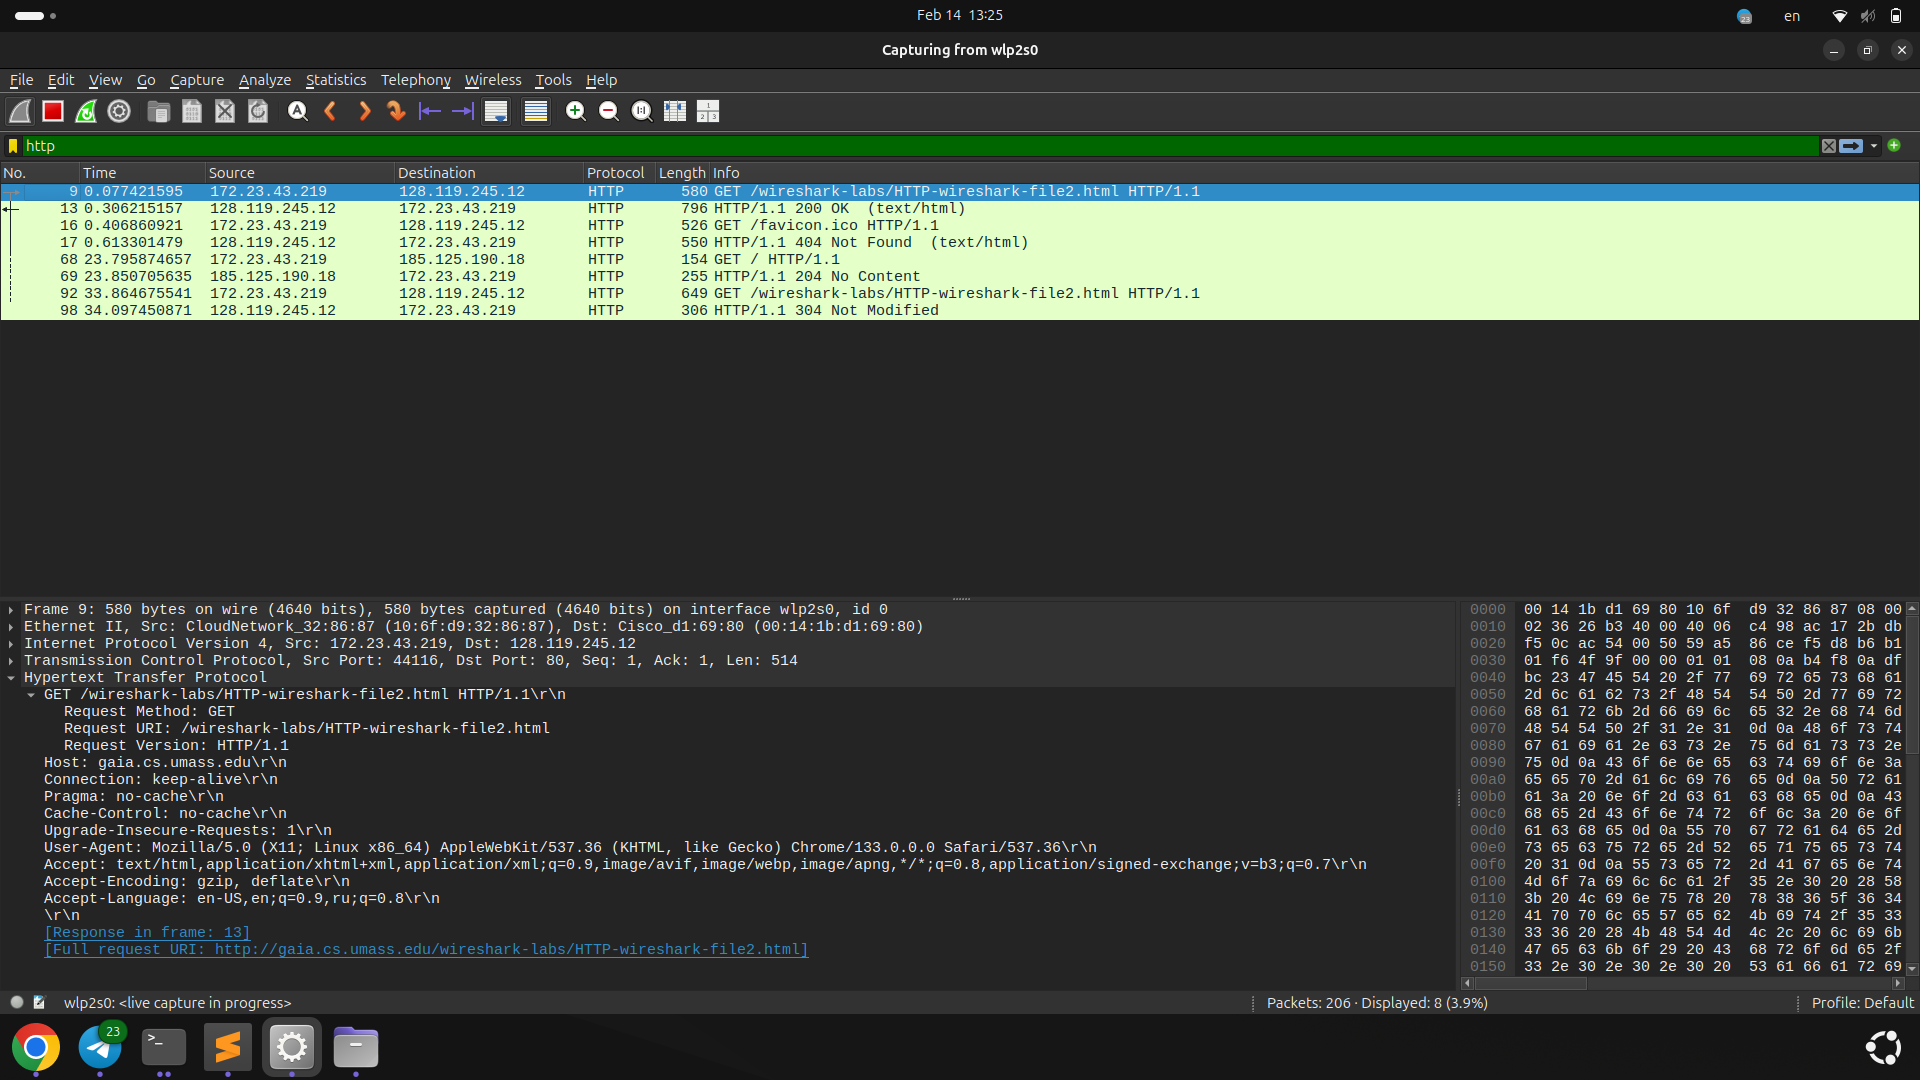 Feb 14 13:25
23
en
Capturing from wlp2s0
File Edit View Go Capture Analyze Statistics Telephony Wireless Tools Help
http
No. Time Source Destination Protocol Length Info
9 0.077421595 172.23.43.219 128.119.245.12 HTTP 580 GET /wireshark-labs/HTTP-wireshark-file2.html HTTP/1.1
13 0.306215157 128.119.245.12 172.23.43.219 HTTP 796 HTTP/1.1 200 OK (text/html)
16 0.406860921 172.23.43.219 128.119.245.12 HTTP 526 GET /favicon.ico HTTP/1.1
17 0.613301479 128.119.245.12 172.23.43.219 HTTP 550 HTTP/1.1 404 Not Found (text/html)
68 23.795874657 172.23.43.219 185.125.190.18 HTTP 154 GET / HTTP/1.1
69 23.850705635 185.125.190.18 172.23.43.219 HTTP 255 HTTP/1.1 204 No Content
92 33.864675541 172.23.43.219 128.119.245.12 HTTP 649 GET /wireshark-labs/HTTP-wireshark-file2.html HTTP/1.1
98 34.097450871 128.119.245.12 172.23.43.219 HTTP 306 HTTP/1.1 304 Not Modified
Frame 9: 580 bytes on wire (4640 bits), 580 bytes captured (4640 bits) on interface wlp2s0, id 0
Ethernet II, Src: CloudNetwork_32:86:87 (10:6f:d9:32:86:87), Dst: Cisco_d1:69:80 (00:14:1b:d1:69:80)
Internet Protocol Version 4, Src: 172.23.43.219, Dst: 128.119.245.12
Transmission Control Protocol, Src Port: 44116, Dst Port: 80, Seq: 1, Ack: 1, Len: 514
Hypertext Transfer Protocol
GET /wireshark-labs/HTTP-wireshark-file2.html HTTP/1.1\r\n
Request Method: GET
Request URI: /wireshark-labs/HTTP-wireshark-file2.html
Request Version: HTTP/1.1
Host: gaia.cs.umass.edu\r\n
Connection: keep-alive\r\n
Pragma: no-cache\r\n
Cache-Control: no-cache\r\n
Upgrade-Insecure-Requests: 1\r\n
User-Agent: Mozilla/5.0 (X11; Linux x86_64) AppleWebKit/537.36 (KHTML, like Gecko) Chrome/133.0.0.0 Safari/537.36\r\n
Accept: text/html,application/xhtml+xml,application/xml;q=0.9,image/avif,image/webp,image/apng,*/*;q=0.8,application/signed-exchange;v=b3;q=0.7\r\n
Accept-Encoding: gzip, deflate\r\n
Accept-Language: en-US,en;q=0.9,ru;q=0.8\r\n
\r\n
[Response in frame: 13]
[Full request URI: http://gaia.cs.umass.edu/wireshark-labs/HTTP-wireshark-file2.html]
0000 00 14 1b d1 69 80 10 6f d9 32 86 87 08 00
0010 02 36 26 b3 40 00 40 06 c4 98 ac 17 2b db
0020 f5 0c ac 54 00 50 59 a5 86 ce f5 d8 b6 b1
0030 01 f6 4f 9f 00 00 01 01 08 0a b4 f8 0a df
0040 bc 23 47 45 54 20 2f 77 69 72 65 73 68 61
0050 2d 6c 61 62 73 2f 48 54 54 50 2d 77 69 72
0060 68 61 72 6b 2d 66 69 6c 65 32 2e 68 74 6d
0070 48 54 54 50 2f 31 2e 31 0d 0a 48 6f 73 74
0080 67 61 69 61 2e 63 73 2e 75 6d 61 73 73 2e
0090 75 0d 0a 43 6f 6e 6e 65 63 74 69 6f 6e 3a
00a0 65 65 70 2d 61 6c 69 76 65 0d 0a 50 72 61
00b0 61 3a 20 6e 6f 2d 63 61 63 68 65 0d 0a 43
00c0 68 65 2d 43 6f 6e 74 72 6f 6c 3a 20 6e 6f
00d0 61 63 68 65 0d 0a 55 70 67 72 61 64 65 2d
00e0 73 65 63 75 72 65 2d 52 65 71 75 65 73 74
00f0 20 31 0d 0a 55 73 65 72 2d 41 67 65 6e 74
0100 4d 6f 7a 69 6c 6c 61 2f 35 2e 30 20 28 58
0110 3b 20 4c 69 6e 75 78 20 78 38 36 5f 36 34
0120 41 70 70 6c 65 57 65 62 4b 69 74 2f 35 33
0130 33 36 20 28 4b 48 54 4d 4c 2c 20 6c 69 6b
0140 47 65 63 6b 6f 29 20 43 68 72 6f 6d 65 2f
0150 33 2e 30 2e 30 2e 30 20 53 61 66 61 72 69
wlp2s0: <live capture in progress>
Packets: 206 · Displayed: 8 (3.9%)
Profile: Default
23